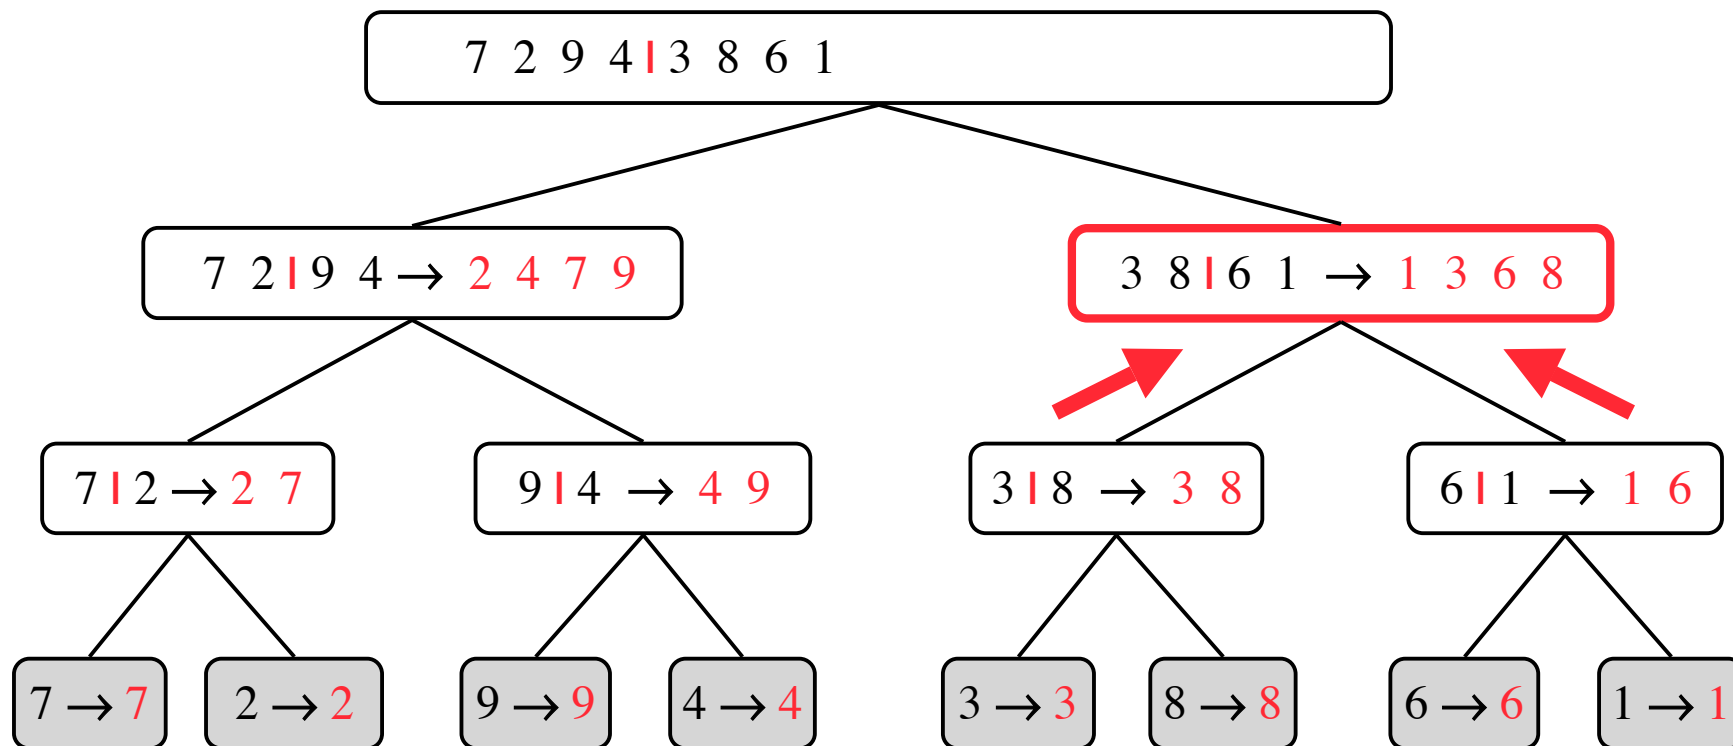 7 2 9 4 | 3 8 6 1
7 2 | 9 4 → 2 4 7 9
3 8 | 6 1 → 1 3 6 8
7 | 2 → 2 7
9 | 4 → 4 9
3 | 8 → 3 8
6 | 1 → 1 6
7 → 7
2 → 2
9 → 9
4 → 4
3 → 3
8 → 8
6 → 6
1 → 1